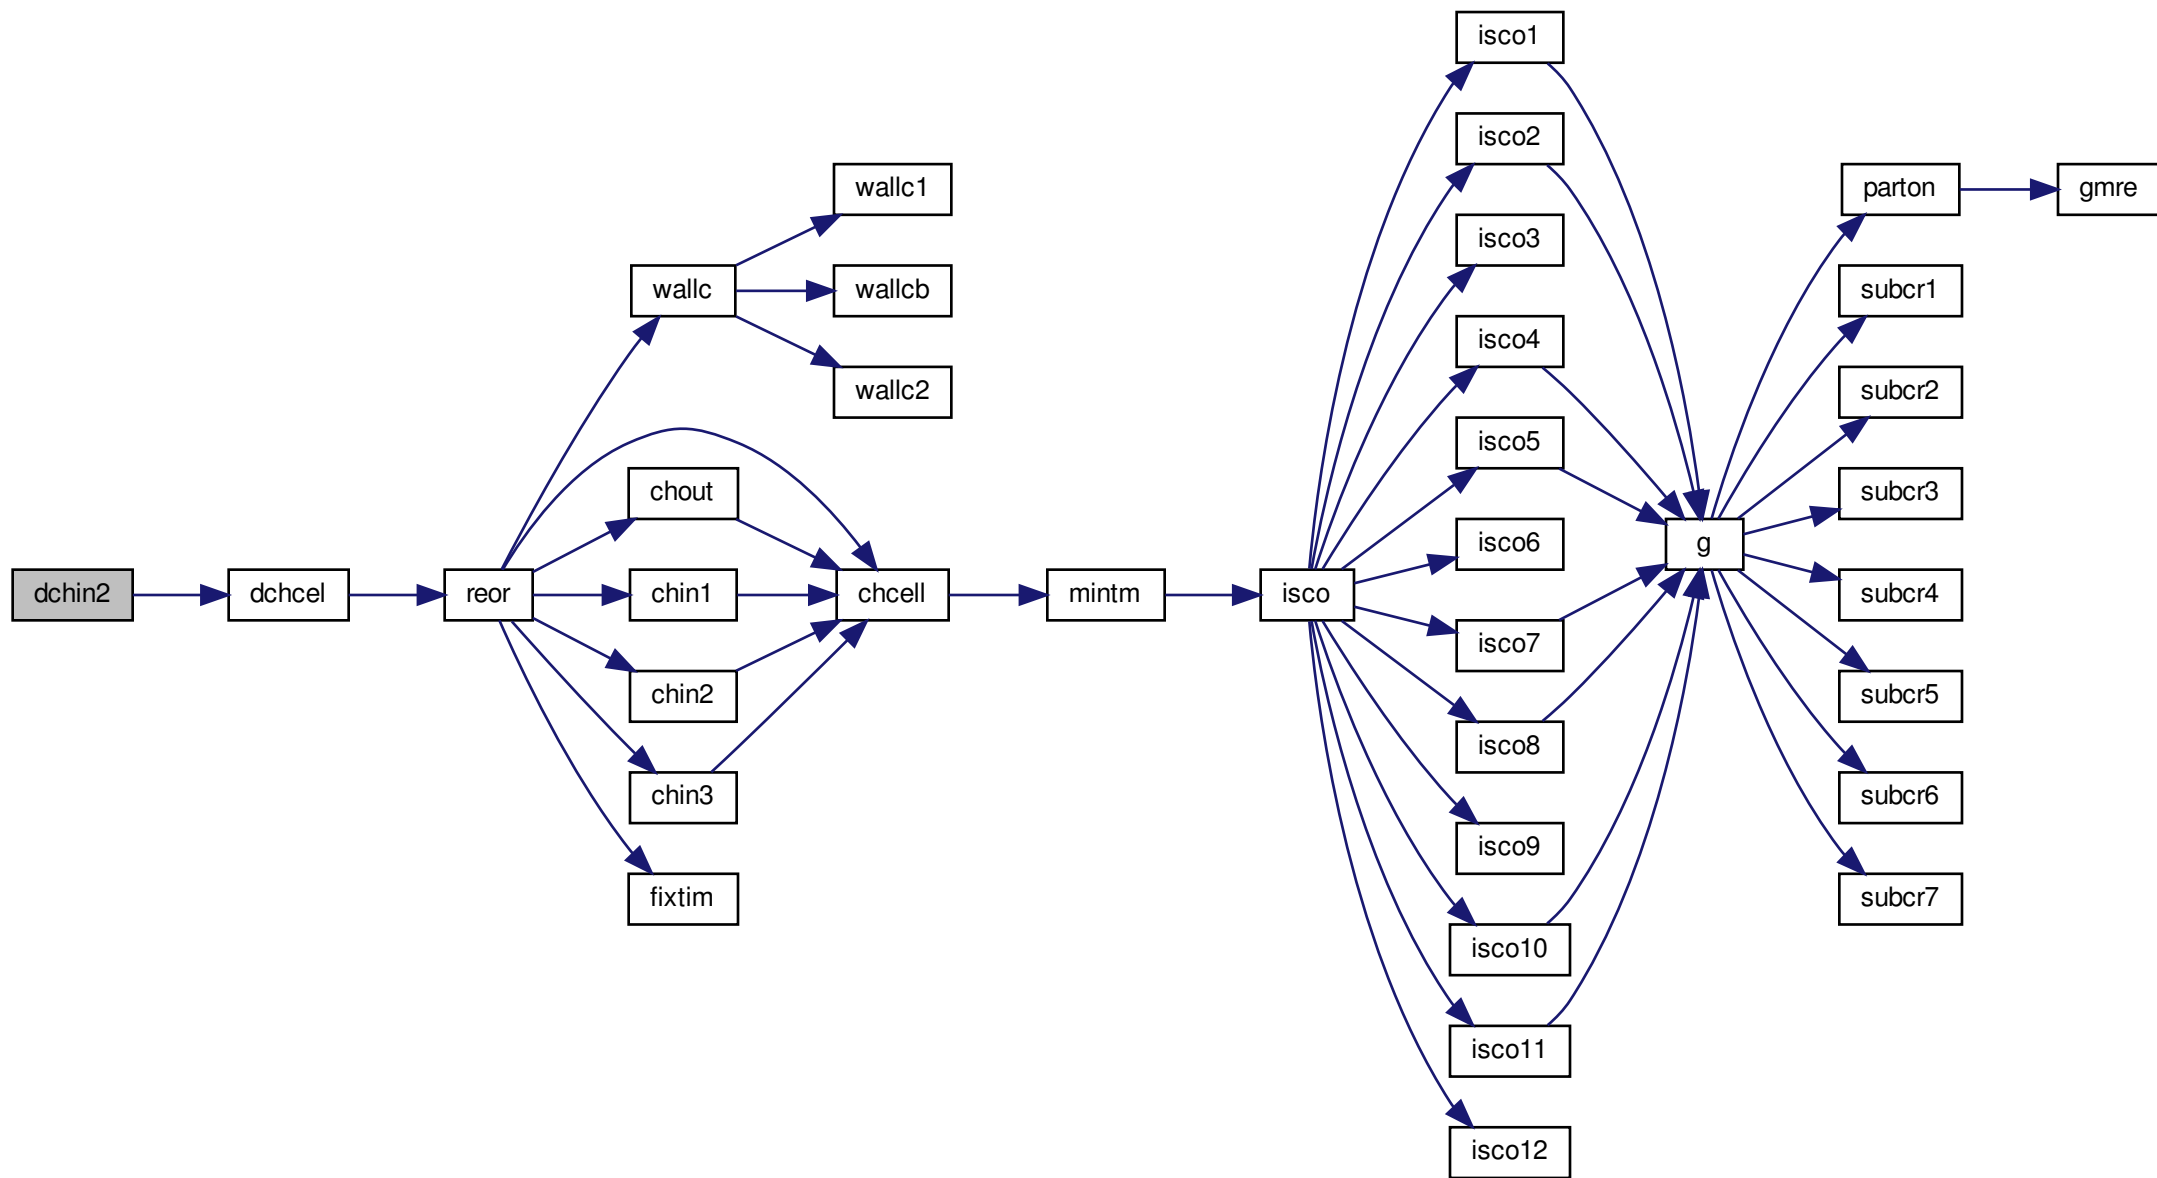 dchin2
dchcel
reor
wallc
chout
chin1
chin2
chin3
fixtim
wallc1
wallcb
wallc2
chcell
mintm
isco
isco1
isco2
isco3
isco4
isco5
isco6
isco7
isco8
isco9
isco10
isco11
isco12
g
parton
subcr1
subcr2
subcr3
subcr4
subcr5
subcr6
subcr7
gmre